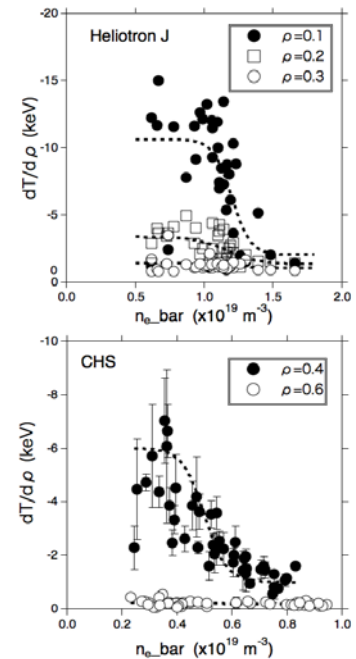 Heliotron J
ρ=0.1
ρ=0.2
ρ=0.3
dT/dρ (keV)
-20
-15
-10
-5
0
0
0.0 0.5 1.0 1.5 2.0
n_e_bar (x10^19 m^-3)
CHS
ρ=0.4
ρ=0.6
dT/dρ (keV)
-10
-8
-6
-4
-2
0
0.0 0.2 0.4 0.6 0.8 1.0
n_e_bar (x10^19 m^-3)